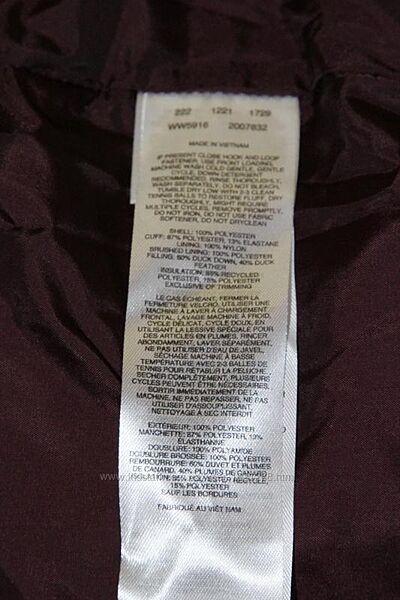 222 1221 1729
WW5916 2007832
MADE IN VIETNAM
IF PRESENT CLOSE HOOK AND LOOP
FASTENER, USE FRONT LOADING
MACHINE WASH COLD GENTLE, GENTLE
CYCLE, DOWN DETERGENT
RECOMMENDED. RINSE THOROUGHLY,
WASH SEPARATELY, DO NOT BLEACH,
TUMBLE DRY LOW WITH 2-3 CLEAN
TENNIS BALLS TO RESTORE FLUFF. DRY
THOROUGHLY, MIGHT REQUIRE
MULTIPLE CYCLES, REMOVE PROMPTLY,
DO NOT IRON, DO NOT USE FABRIC
SOFTENER, DO NOT DRYCLEAN
SHELL: 100% POLYESTER
CUFF: 87% POLYESTER, 13% ELASTANE
LINING: 100% NYLON
BRUSHED LINING: 100% POLYESTER
FILLING: 60% DUCK DOWN, 40% DUCK
FEATHER
INSULATION: 85% RECYCLED
POLYESTER, 15% POLYESTER
EXCLUSIVE OF TRIMMING
LE CAS ÉCHÉANT, FERMER LA
FERMETURE VELCRO, UTILISER UNE
MACHINE À LAVER À CHARGEMENT
FRONTAL, LAVAGE MACHINE À FROID,
CYCLE DÉLICAT, CYCLE DOUX, EN
UTILISANT LA LESSIVE SPÉCIALE POUR
DES ARTICLES EN PLUMES, RINCER
ABONDAMMENT, LAVER SÉPARÉMENT,
NE PAS UTILISER D'EAU DE JAVEL,
SÉCHAGE MACHINE À BASSE
TEMPÉRATURE AVEC 2-3 BALLES DE
TENNIS POUR RÉTABLIR LA PELUCHE
SÉCHER COMPLÈTEMENT, PLUSIEURS
CYCLES PEUVENT ÊTRE NÉCESSAIRES,
SORTIR IMMÉDIATEMENT DE LA
MACHINE, NE PAS REPASSER, NE PAS
UTILISER D'ASSOUPLISSANT,
NETTOYAGE À SEC INTERDIT
EXTÉRIEUR: 100% POLYESTER
MANCHETTE: 87% POLYESTER, 13%
ÉLASTHANNE
DOUBLURE: 100% POLYAMIDE
DOUBLURE BROSSÉE: 100% POLYESTER
REMBOURRURE: 60% DUVET ET PLUMES
DE CANARD, 40% PLUMES DE CANARD
85% POLYESTER RECYCLÉ,
15% POLYESTER
SAUF LES BORDURES
FABRIQUÉ AU VIÊT NAM